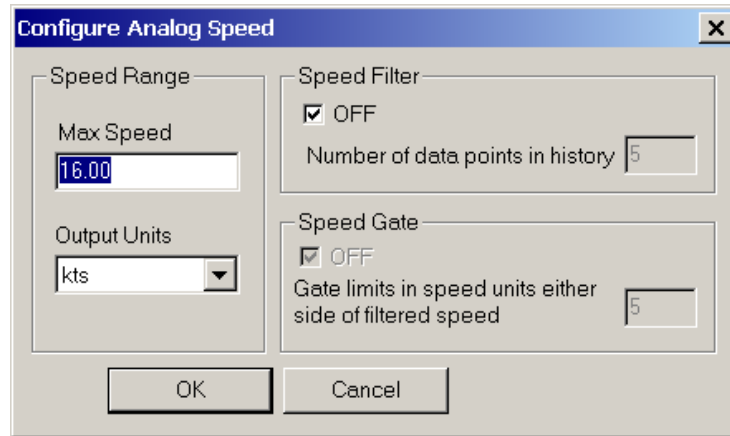 Configure Analog Speed
Speed Range
Max Speed
16.00
Output Units
kts
Speed Filter
OFF
Number of data points in history 5
Speed Gate
OFF
Gate limits in speed units either
side of filtered speed 5
OK Cancel